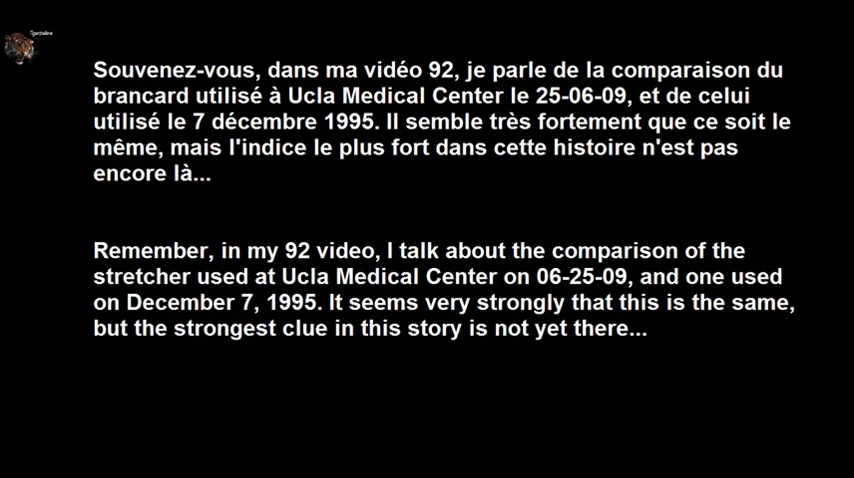 Souvenez-vous, dans ma vidéo 92, je parle de la comparaison du
brancard utilisé à Ucla Medical Center le 25-06-09, et de celui
utilisé le 7 décembre 1995. Il semble très fortement que ce soit le
même, mais l'indice le plus fort dans cette histoire n'est pas
encore là...
Remember, in my 92 video, I talk about the comparison of the
stretcher used at Ucla Medical Center on 06-25-09, and one used
on December 7, 1995. It seems very strongly that this is the same,
but the strongest clue in this story is not yet there...